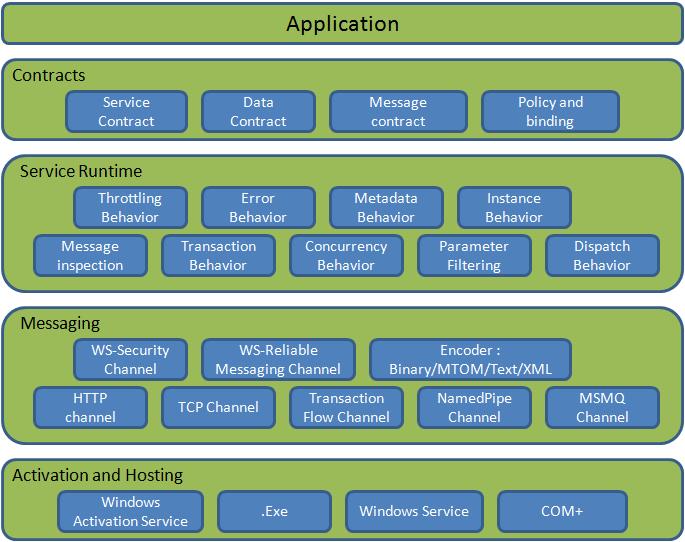 Application
Contracts
Service
Contract
Data
Contract
Message
contract
Policy and
binding
Service Runtime
Throttling
Behavior
Error
Behavior
Metadata
Behavior
Instance
Behavior
Message
inspection
Transaction
Behavior
Concurrency
Behavior
Parameter
Filtering
Dispatch
Behavior
Messaging
WS-Security
Channel
WS-Reliable
Messaging Channel
Encoder :
Binary/MTOM/Text/XML
HTTP
channel
TCP Channel
Transaction
Flow Channel
NamedPipe
Channel
MSMQ
Channel
Activation and Hosting
Windows
Activation Service
.Exe
Windows Service
COM+